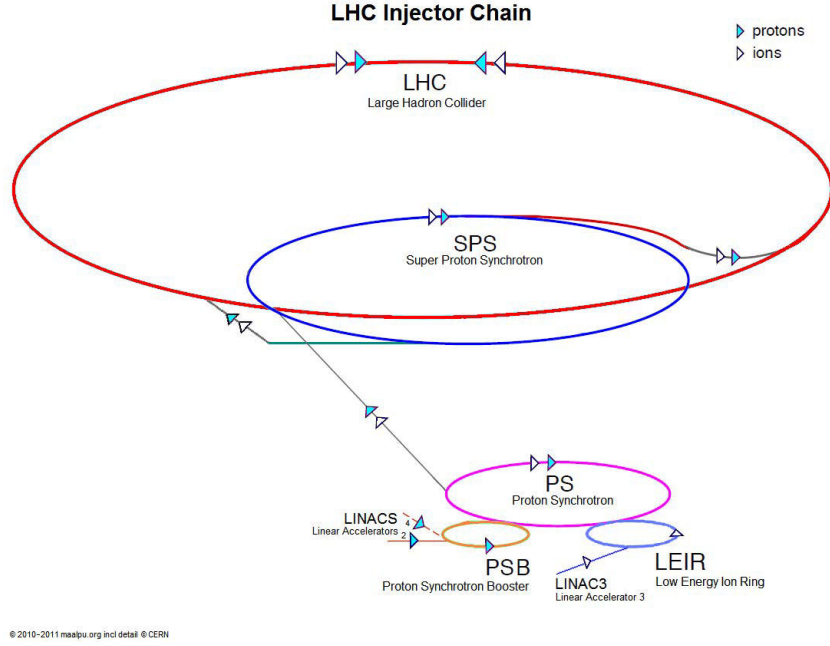 LHC Injector Chain
protons
ions
LHC
Large Hadron Collider
SPS
Super Proton Synchrotron
PS
Proton Synchrotron
LINACS
Linear Accelerators
4
2
PSB
Proton Synchrotron Booster
LINAC3
Linear Accelerator 3
LEIR
Low Energy Ion Ring
© 2010-2011 maalpu.org incl detail © CERN